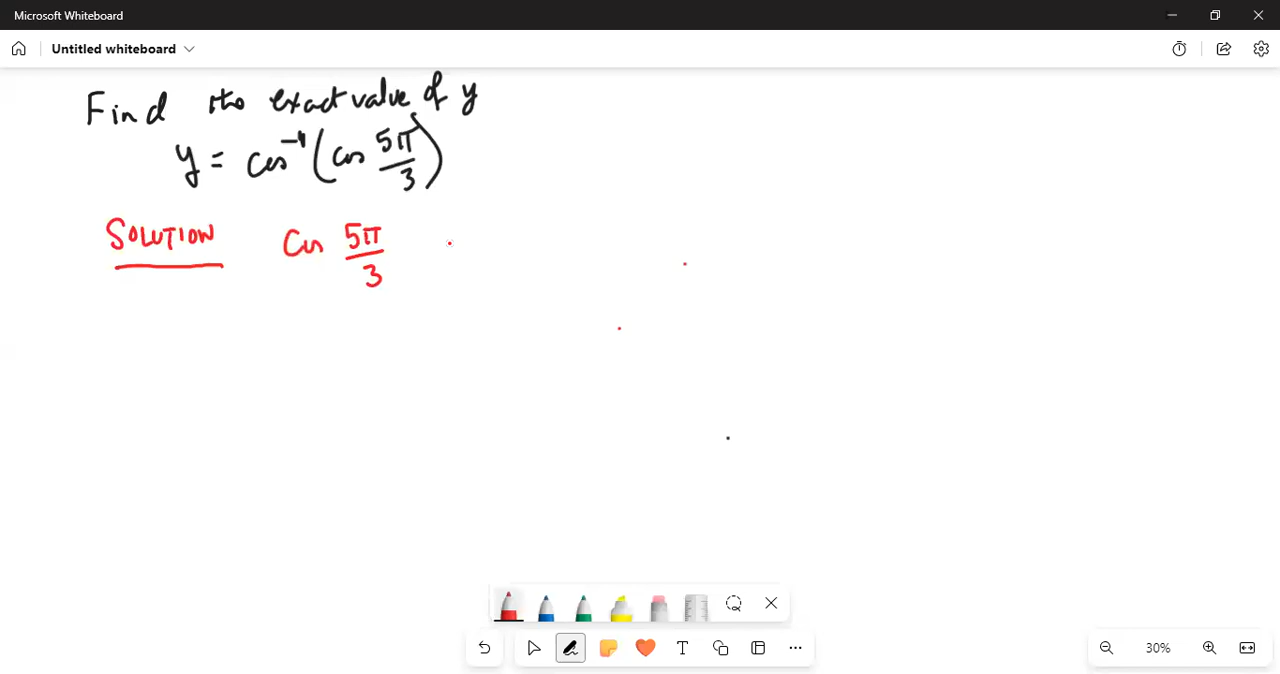 Microsoft Whiteboard
Untitled whiteboard
Find the exact value of y
y = cos⁻¹(cos 5π/3)
SOLUTION cos 5π/3
30%